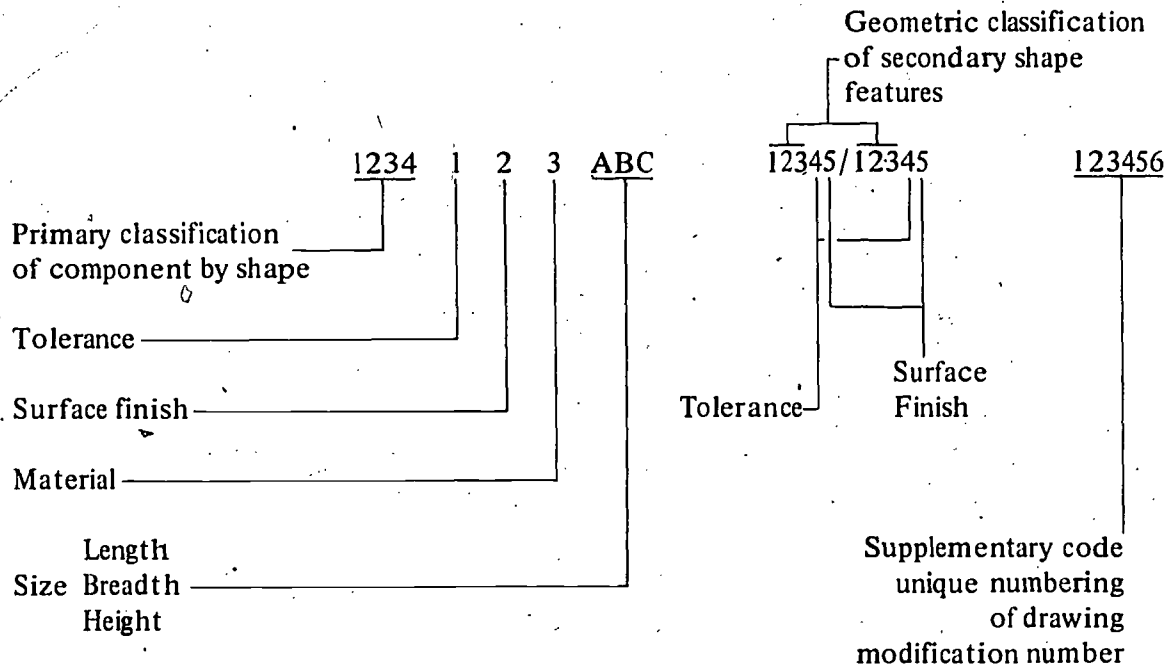 Geometric classification
of secondary shape
features
1234 1 2 3 ABC 12345/12345 123456
Primary classification
of component by shape
Tolerance
Surface finish
Material
Length
Size Breadth
Height
Tolerance
Surface
Finish
Supplementary code
unique numbering
of drawing
modification number